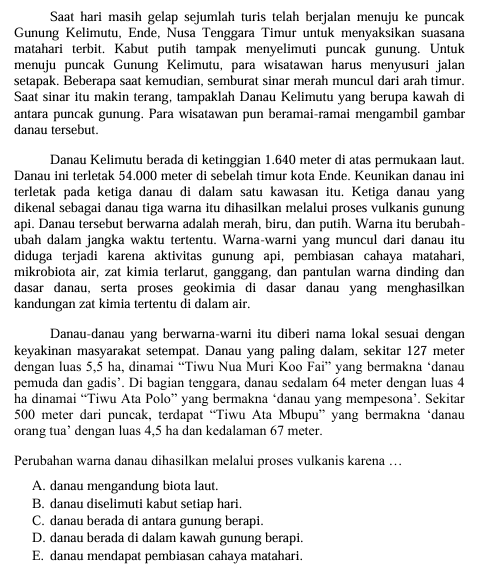 Saat hari masih gelap sejumlah turis telah berjalan menuju ke puncak
Gunung Kelimutu, Ende, Nusa Tenggara Timur untuk menyaksikan suasana
matahari terbit. Kabut putih tampak menyelimuti puncak gunung. Untuk
menuju puncak Gunung Kelimutu, para wisatawan harus menyusuri jalan
setapak. Beberapa saat kemudian, semburat sinar merah muncul dari arah timur.
Saat sinar itu makin terang, tampaklah Danau Kelimutu yang berupa kawah di
antara puncak gunung. Para wisatawan pun beramai-ramai mengambil gambar
danau tersebut.
Danau Kelimutu berada di ketinggian 1.640 meter di atas permukaan laut.
Danau ini terletak 54.000 meter di sebelah timur kota Ende. Keunikan danau ini
terletak pada ketiga danau di dalam satu kawasan itu. Ketiga danau yang
dikenal sebagai danau tiga warna itu dihasilkan melalui proses vulkanis gunung
api. Danau tersebut berwarna adalah merah, biru, dan putih. Warna itu berubah-
ubah dalam jangka waktu tertentu. Warna-warni yang muncul dari danau itu
diduga terjadi karena aktivitas gunung api, pembiasan cahaya matahari,
mikrobiota air, zat kimia terlarut, ganggang, dan pantulan warna dinding dan
dasar danau, serta proses geokimia di dasar danau yang menghasilkan
kandungan zat kimia tertentu di dalam air.
Danau-danau yang berwarna-warni itu diberi nama lokal sesuai dengan
keyakinan masyarakat setempat. Danau yang paling dalam, sekitar 127 meter
dengan luas 5,5 ha, dinamai “Tiwu Nua Muri Koo Fai” yang bermakna ‘danau
pemuda dan gadis’. Di bagian tenggara, danau sedalam 64 meter dengan luas 4
ha dinamai “Tiwu Ata Polo” yang bermakna ‘danau yang mempesona’. Sekitar
500 meter dari puncak, terdapat “Tiwu Ata Mbupu” yang bermakna ‘danau
orang tua’ dengan luas 4,5 ha dan kedalaman 67 meter.
Perubahan warna danau dihasilkan melalui proses vulkanis karena …
A. danau mengandung biota laut.
B. danau diselimuti kabut setiap hari.
C. danau berada di antara gunung berapi.
D. danau berada di dalam kawah gunung berapi.
E. danau mendapat pembiasan cahaya matahari.